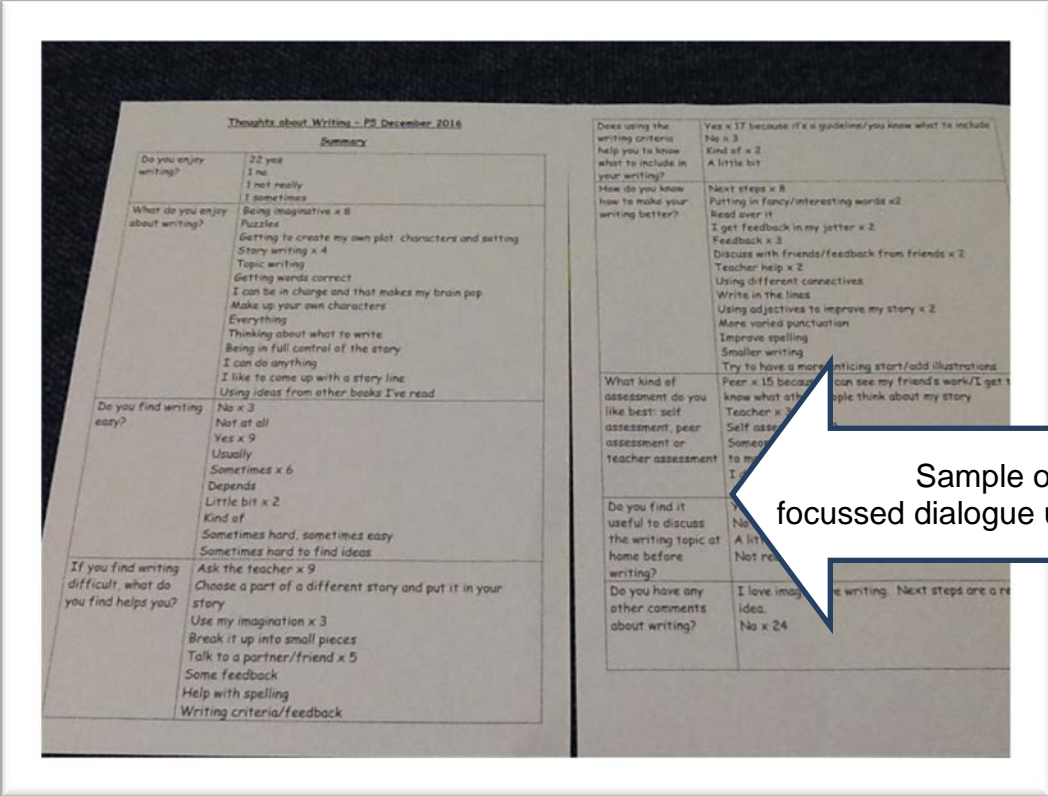 Thoughts about Writing - P5 December 2016
Summary
Do you enjoy writing?
22 yes
1 no
1 not really
1 sometimes
What do you enjoy about writing?
Being imaginative x 8
Puzzles
Getting to create my own plot, characters and setting
Story writing x 4
Topic writing
Getting words correct
I can be in charge and that makes my brain pop
Make up your own characters
Everything
Thinking about what to write
Being in full control of the story
I can do anything
I like to come up with a story line
Using ideas from other books I've read
Do you find writing easy?
No x 3
Not at all
Yes x 9
Usually
Sometimes x 6
Depends
Little bit x 2
Kind of
Sometimes hard, sometimes easy
Sometimes hard to find ideas
If you find writing difficult, what do you find helps you?
Ask the teacher x 9
Choose a part of a different story and put it in your
story
Use my imagination x 3
Break it up into small pieces
Talk to a partner/friend x 5
Some feedback
Help with spelling
Writing criteria/feedback
Does using the writing criteria help you to know what to include in your writing?
Yes x 17 because it's a guideline/you know what to include
No x 3
Kind of x 2
A little bit
How do you know how to make your writing better?
Next steps x 8
Putting in fancy/interesting words x2
Read over it
I get feedback in my jotter x 2
Feedback x 3
Discuss with friends/feedback from friends x 2
Teacher help x 2
Using different connectives
Write in the lines
Using adjectives to improve my story x 2
More varied punctuation
Improve spelling
Smaller writing
Try to have a more enticing start/add illustrations
What kind of assessment do you like best: self assessment, peer assessment or teacher assessment
Peer x 15 can see my friend's work/I get
know what my story
Teacher x
Self
to
I
Do you find it useful to discuss the writing topic at home before writing?
No
A
Not
Do you have any other comments about writing?
I love writing. Next steps are a
idea.
No x 24
Sample
focussed dialogue